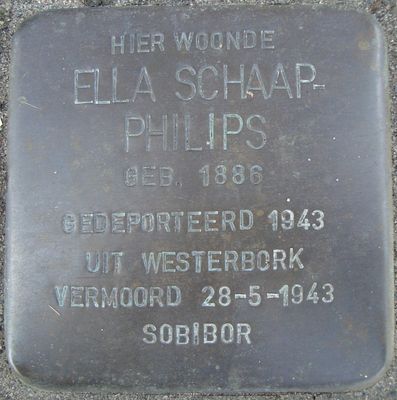 HIER WOONDE
ELLA SCHAAP-
PHILIPS
GEB. 1886
GEDEPORTEERD 1943
UIT WESTERBORK
VERMOORD 28-5-1943
SOBIBOR